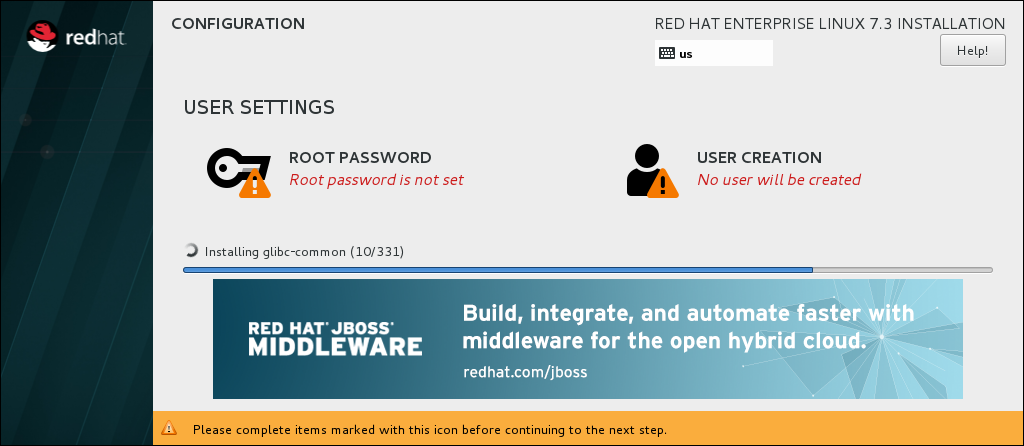 redhat.
CONFIGURATION
RED HAT ENTERPRISE LINUX 7.3 INSTALLATION
us
Help!
USER SETTINGS
ROOT PASSWORD
Root password is not set
USER CREATION
No user will be created
Installing glibc-common (10/331)
RED HAT® JBOSS®
MIDDLEWARE
Build, integrate, and automate faster with
middleware for the open hybrid cloud.
redhat.com/jboss
Please complete items marked with this icon before continuing to the next step.